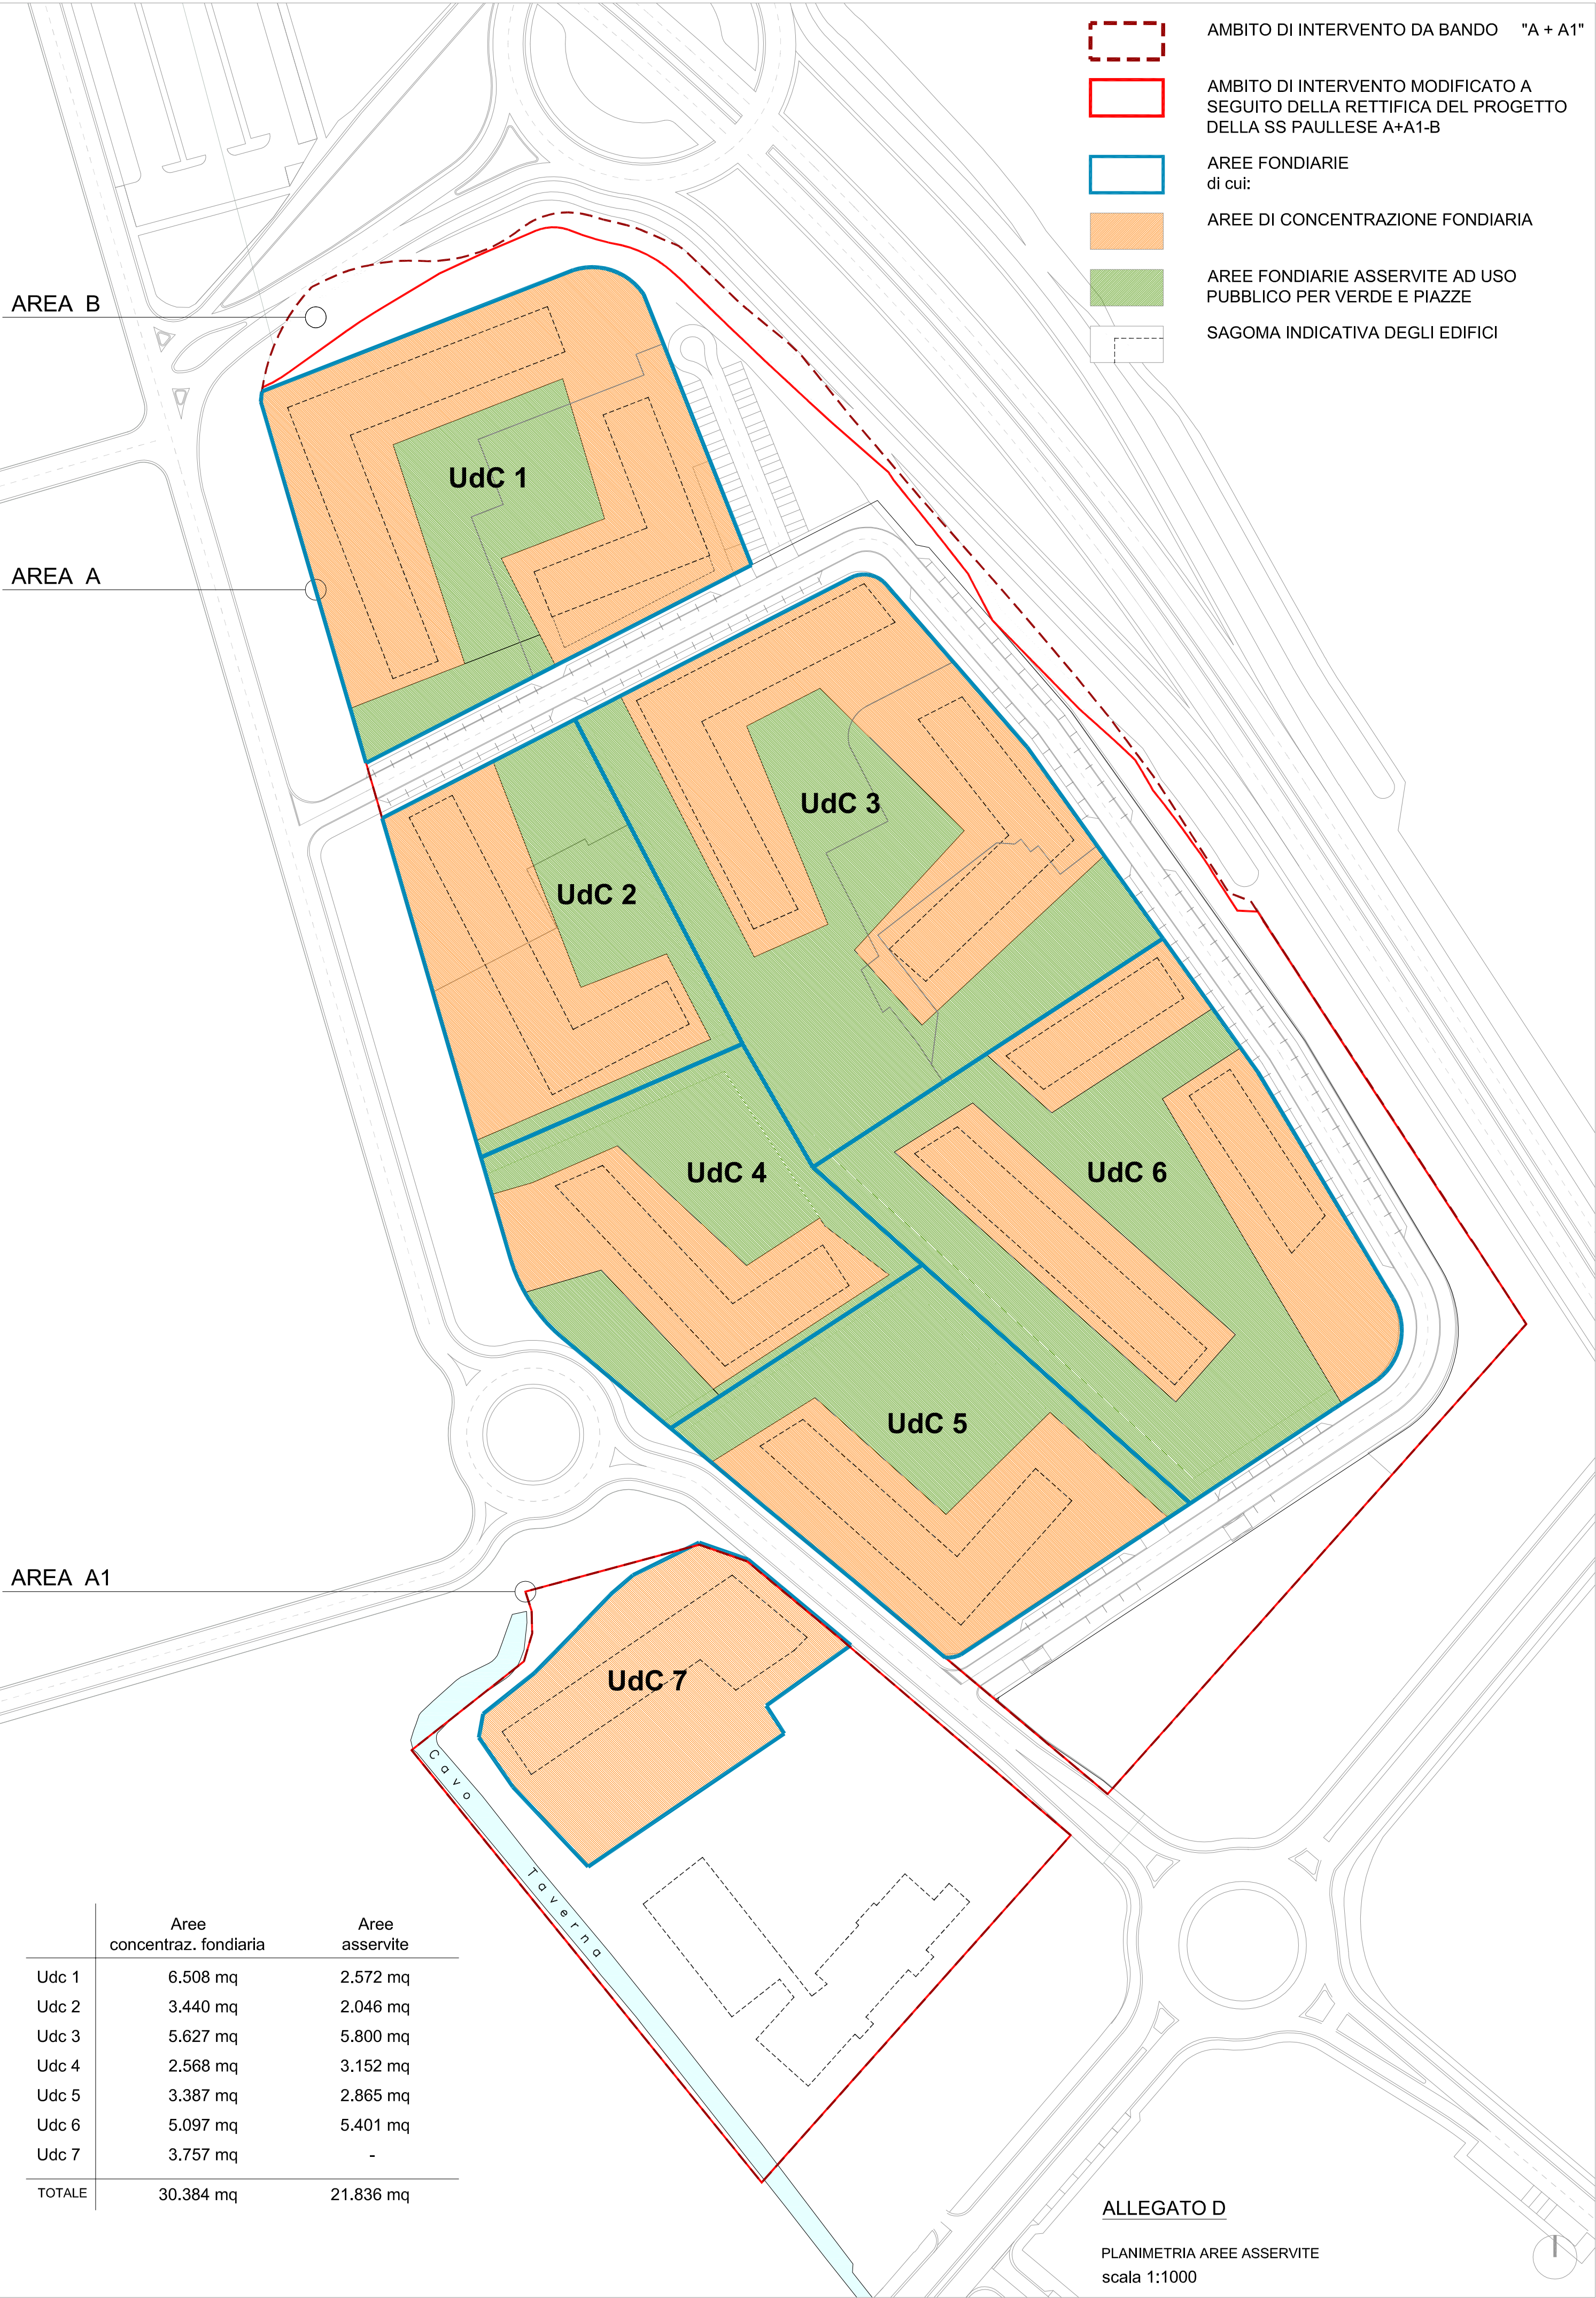 AMBITO DI INTERVENTO DA BANDO "A + A1"
AMBITO DI INTERVENTO MODIFICATO A
SEGUITO DELLA RETTIFICA DEL PROGETTO
DELLA SS PAULLESE A+A1-B
AREE FONDIARIE
di cui:
AREE DI CONCENTRAZIONE FONDIARIA
AREE FONDIARIE ASSERVITE AD USO
PUBBLICO PER VERDE E PIAZZE
SAGOMA INDICATIVA DEGLI EDIFICI
AREA B
UdC 1
AREA A
UdC 3
UdC 2
UdC 4
UdC 6
UdC 5
AREA A1
UdC 7
Cavo Taverna
Aree Aree
concentraz. fondiaria asservite
Udc 1 6.508 mq 2.572 mq
Udc 2 3.440 mq 2.046 mq
Udc 3 5.627 mq 5.800 mq
Udc 4 2.568 mq 3.152 mq
Udc 5 3.387 mq 2.865 mq
Udc 6 5.097 mq 5.401 mq
Udc 7 3.757 mq -
TOTALE 30.384 mq 21.836 mq
ALLEGATO D
PLANIMETRIA AREE ASSERVITE
scala 1:1000